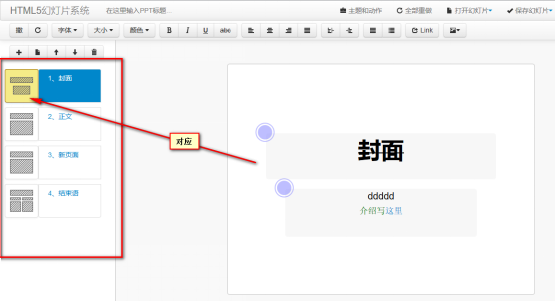 HTML5幻灯片系统 在这里输入PPT标题... 主题和动作 全部重做 打开幻灯片 保存幻灯片
撤 字体 大小 颜色 B I U abc Link
1、封面
2、正文
3、新页面
4、结束语
对应
封面
ddddd
介绍写这里